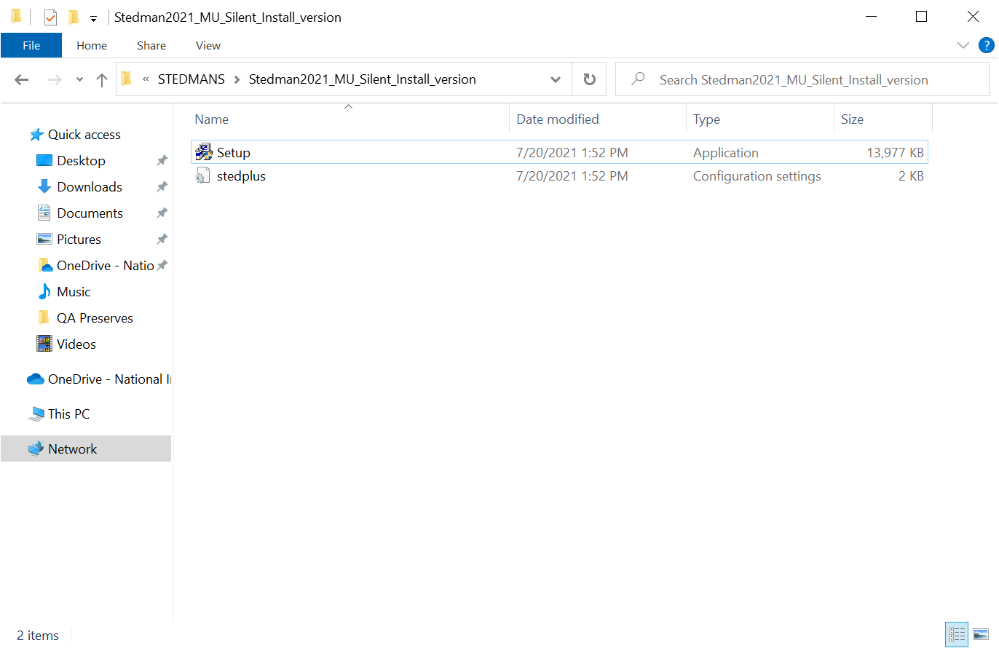 Stedman2021_MU_Silent_Install_version
File Home Share View ?
« STEDMANS > Stedman2021_MU_Silent_Install_version Search Stedman2021_MU_Silent_Install_version
Name Date modified Type Size
Setup 7/20/2021 1:52 PM Application 13,977 KB
stedplus 7/20/2021 1:52 PM Configuration settings 2 KB
Quick access
Desktop
Downloads
Documents
Pictures
OneDrive - Natio
Music
QA Preserves
Videos
OneDrive - National I
This PC
Network
2 items